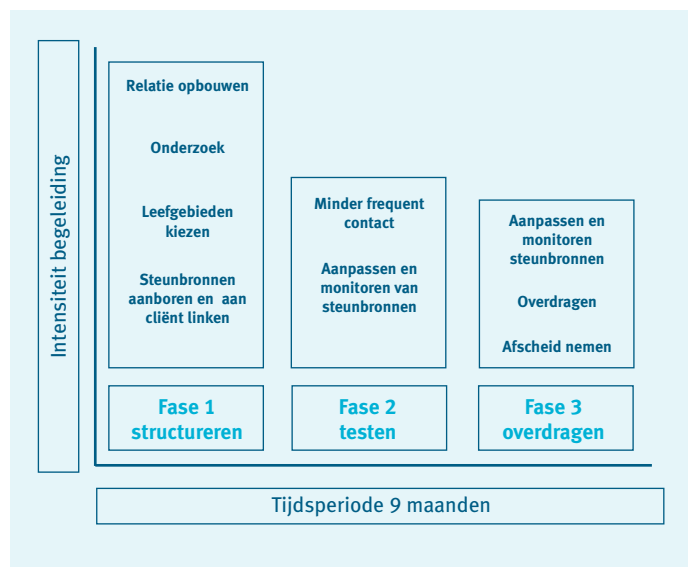 Intensiteit begeleiding
Relatie opbouwen
Onderzoek
Leefgebieden
kiezen
Steunbronnen
aanboren en aan
cliënt linken
Minder frequent
contact
Aanpassen en
monitoren van
steunbronnen
Aanpassen en
monitoren
steunbronnen
Overdragen
Afscheid nemen
Fase 1
structureren
Fase 2
testen
Fase 3
overdragen
Tijdsperiode 9 maanden